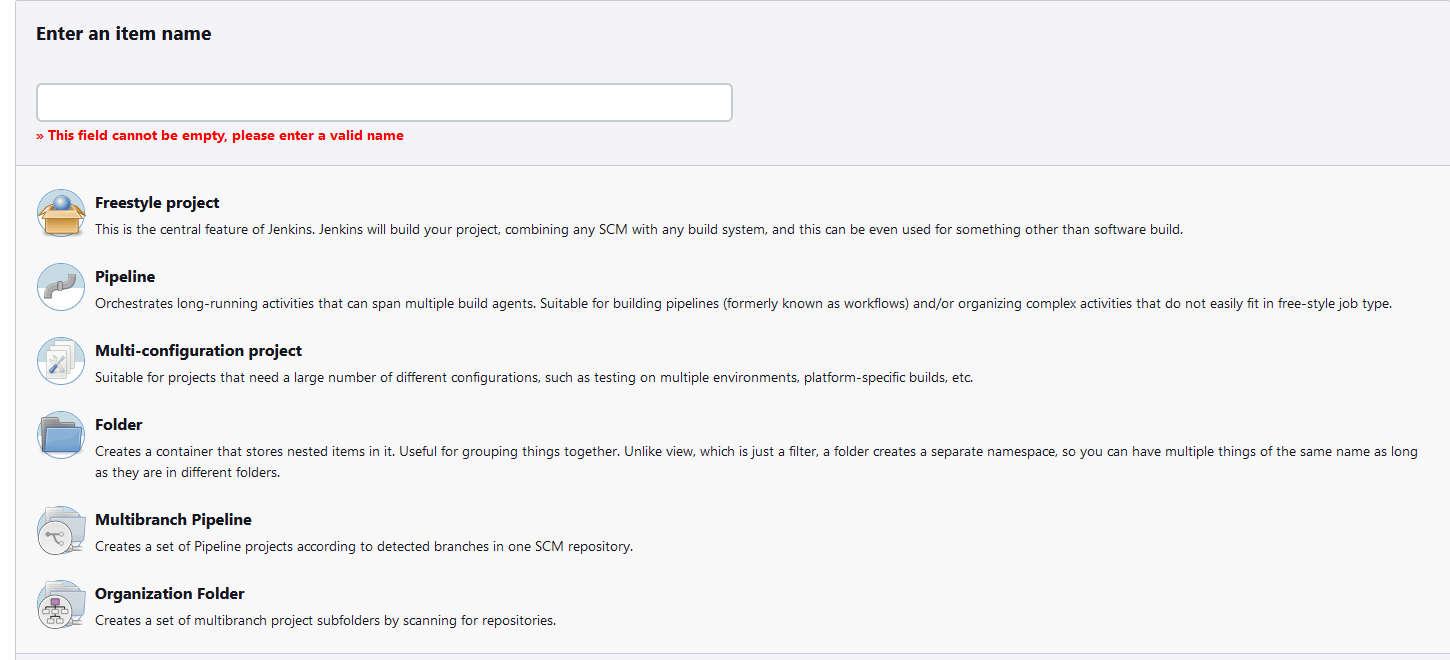 Enter an item name
» This field cannot be empty, please enter a valid name
Freestyle project
This is the central feature of Jenkins. Jenkins will build your project, combining any SCM with any build system, and this can be even used for something other than software build.
Pipeline
Orchestrates long-running activities that can span multiple build agents. Suitable for building pipelines (formerly known as workflows) and/or organizing complex activities that do not easily fit in free-style job type.
Multi-configuration project
Suitable for projects that need a large number of different configurations, such as testing on multiple environments, platform-specific builds, etc.
Folder
Creates a container that stores nested items in it. Useful for grouping things together. Unlike view, which is just a filter, a folder creates a separate namespace, so you can have multiple things of the same name as long
as they are in different folders.
Multibranch Pipeline
Creates a set of Pipeline projects according to detected branches in one SCM repository.
Organization Folder
Creates a set of multibranch project subfolders by scanning for repositories.